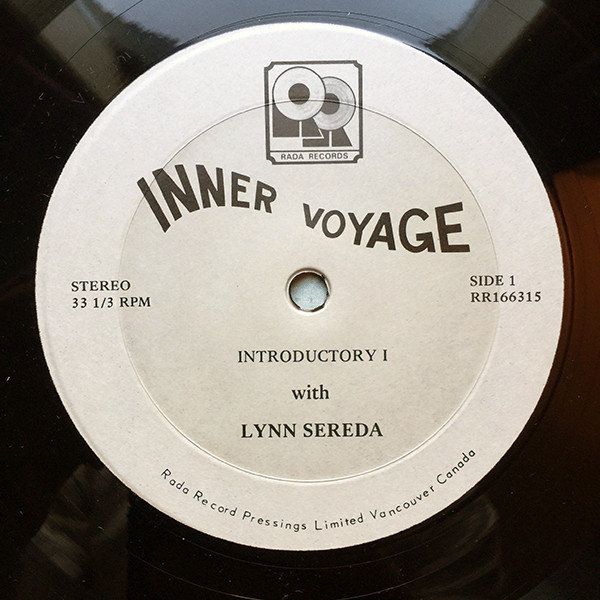 RADA RECORDS
INNER VOYAGE
STEREO
33 1/3 RPM
SIDE 1
RR166315
INTRODUCTORY I
with
LYNN SEREDA
Rada Record Pressings Limited Vancouver Canada